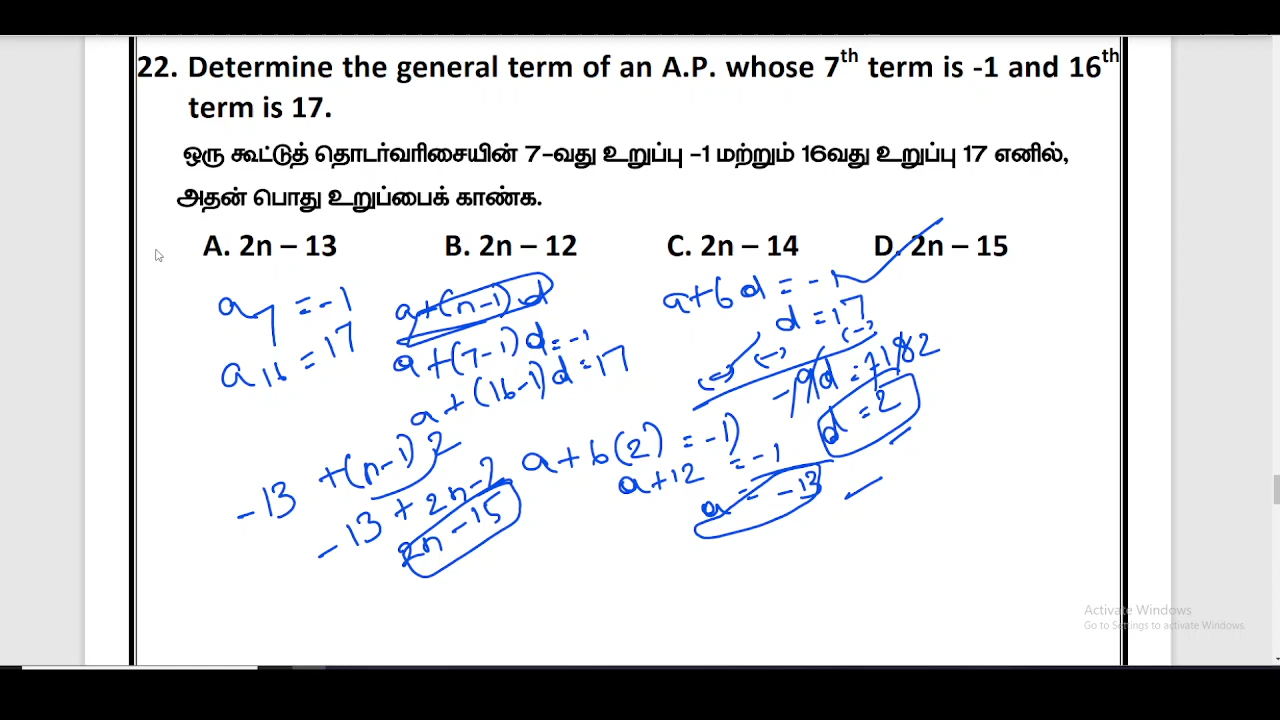 22. Determine the general term of an A.P. whose 7th term is -1 and 16th
term is 17.
ஒரு கூட்டுத் தொடர்வரிசையின் 7-வது உறுப்பு -1 மற்றும் 16வது உறுப்பு 17 எனில்,
அதன் பொது உறுப்பைக் காண்க.
A. 2n – 13 B. 2n – 12 C. 2n – 14 D. 2n – 15
a7 = -1
a16 = 17
a+(n-1)d
a+(7-1)d=-1
a+(16-1)d=17
a+6d = -1
d = 17
(-) (-) (-)
d = 2
a+6(2) = -1
a+12 = -1
a = -13
-13 +(n-1)2
-13 + 2n-2
2n-15
Activate Windows
Go to Settings to activate Windows.